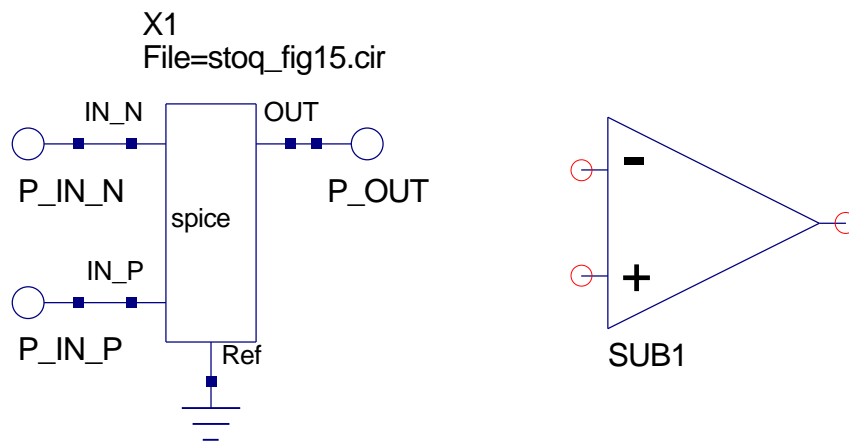 X1
File=stoq_fig15.cir
IN_N
OUT
P_IN_N
P_OUT
spice
IN_P
P_IN_P
Ref
-
+
SUB1